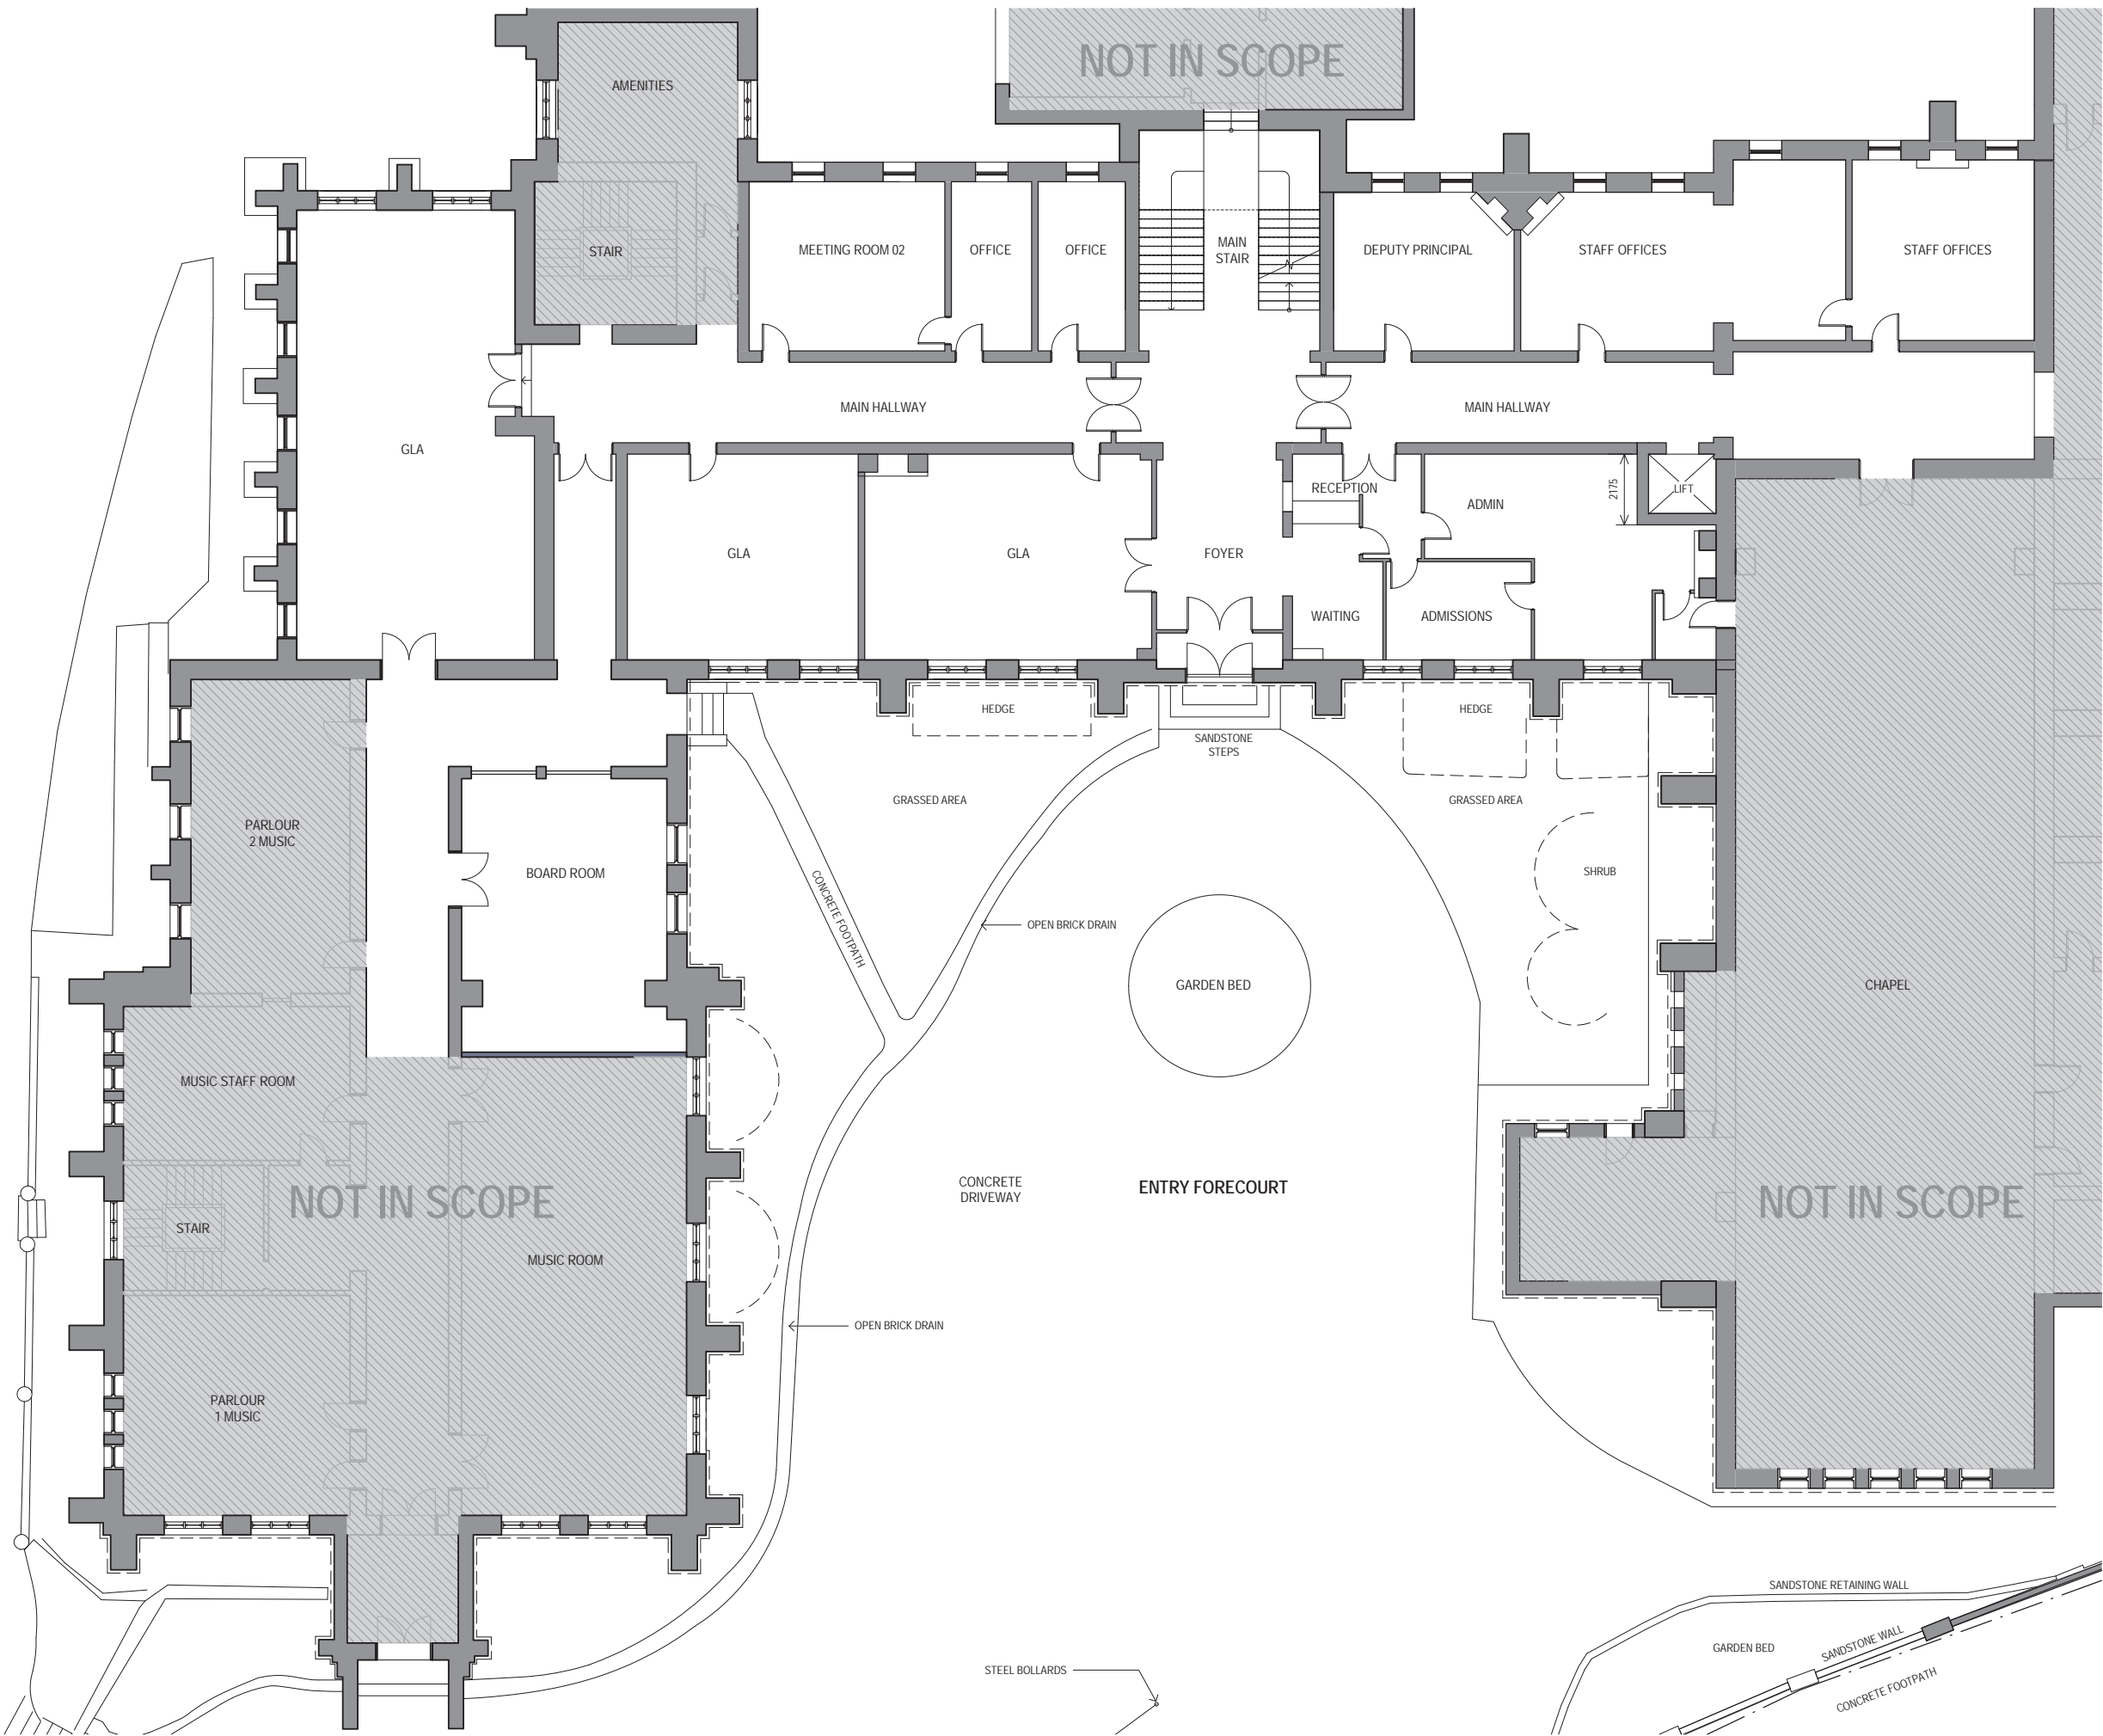 NOT IN SCOPE
AMENITIES
STAIR
MEETING ROOM 02
OFFICE
OFFICE
MAIN
STAIR
DEPUTY PRINCIPAL
STAFF OFFICES
STAFF OFFICES
MAIN HALLWAY
MAIN HALLWAY
GLA
GLA
GLA
FOYER
RECEPTION
ADMIN
2175
LIFT
WAITING
ADMISSIONS
HEDGE
HEDGE
SANDSTONE
STEPS
GRASSED AREA
GRASSED AREA
PARLOUR
2 MUSIC
BOARD ROOM
CONCRETE FOOTPATH
OPEN BRICK DRAIN
SHRUB
GARDEN BED
CHAPEL
MUSIC STAFF ROOM
NOT IN SCOPE
STAIR
MUSIC ROOM
CONCRETE
DRIVEWAY
ENTRY FORECOURT
NOT IN SCOPE
OPEN BRICK DRAIN
PARLOUR
1 MUSIC
SANDSTONE RETAINING WALL
GARDEN BED
SANDSTONE WALL
CONCRETE FOOTPATH
STEEL BOLLARDS